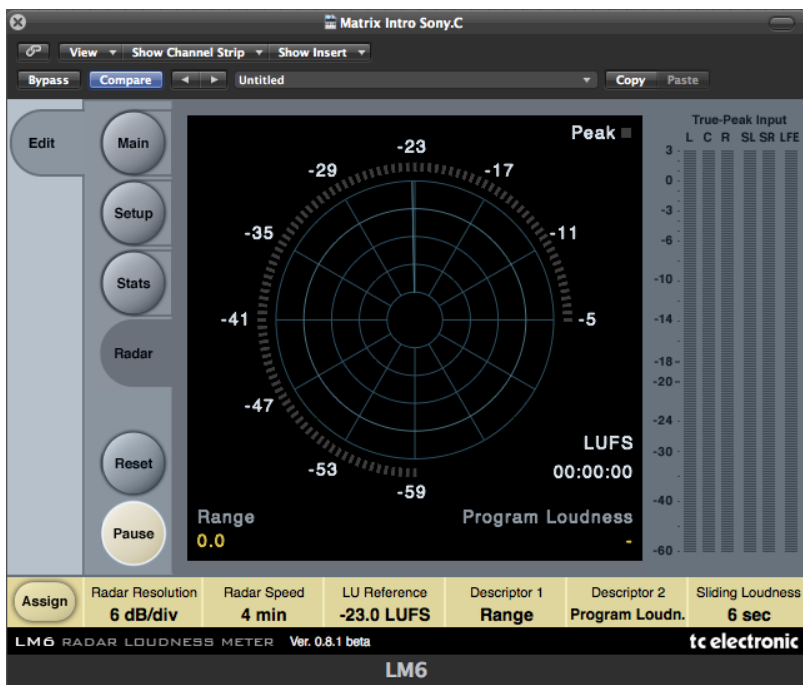 Matrix Intro Sony.C
View Show Channel Strip Show Insert
Bypass Compare Untitled Copy Paste
Edit
Main
Setup
Stats
Radar
Reset
Pause
Peak
-23
-29 -17
-35 -11
-41 -5
-47
-53
-59
LUFS
00:00:00
Range
0.0
Program Loudness
-
True-Peak Input
L C R SL SR LFE
3
0
-3
-6
-10
-14
-18
-20
-24
-30
-40
-60
Assign
Radar Resolution Radar Speed LU Reference Descriptor 1 Descriptor 2 Sliding Loudness
6 dB/div 4 min -23.0 LUFS Range Program Loudn. 6 sec
LM6 RADAR LOUDNESS METER Ver. 0.8.1 beta tc electronic
LM6